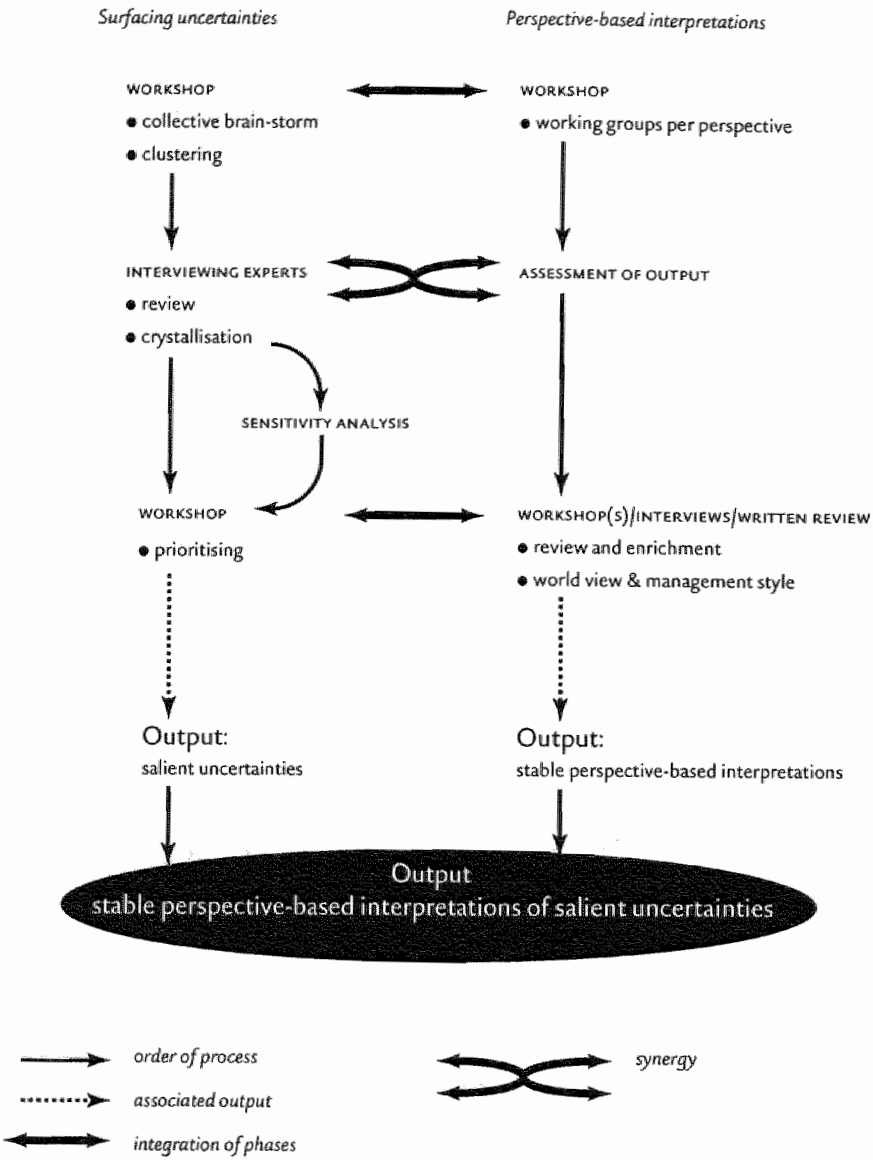 Surfacing uncertainties
Perspective-based interpretations
WORKSHOP
• collective brain-storm
• clustering
WORKSHOP
• working groups per perspective
INTERVIEWING EXPERTS
• review
• crystallisation
ASSESSMENT OF OUTPUT
SENSITIVITY ANALYSIS
WORKSHOP
• prioritising
WORKSHOP(S)/INTERVIEWS/WRITTEN REVIEW
• review and enrichment
• world view & management style
Output:
salient uncertainties
Output:
stable perspective-based interpretations
Output
stable perspective-based interpretations of salient uncertainties
order of process
associated output
integration of phases
synergy